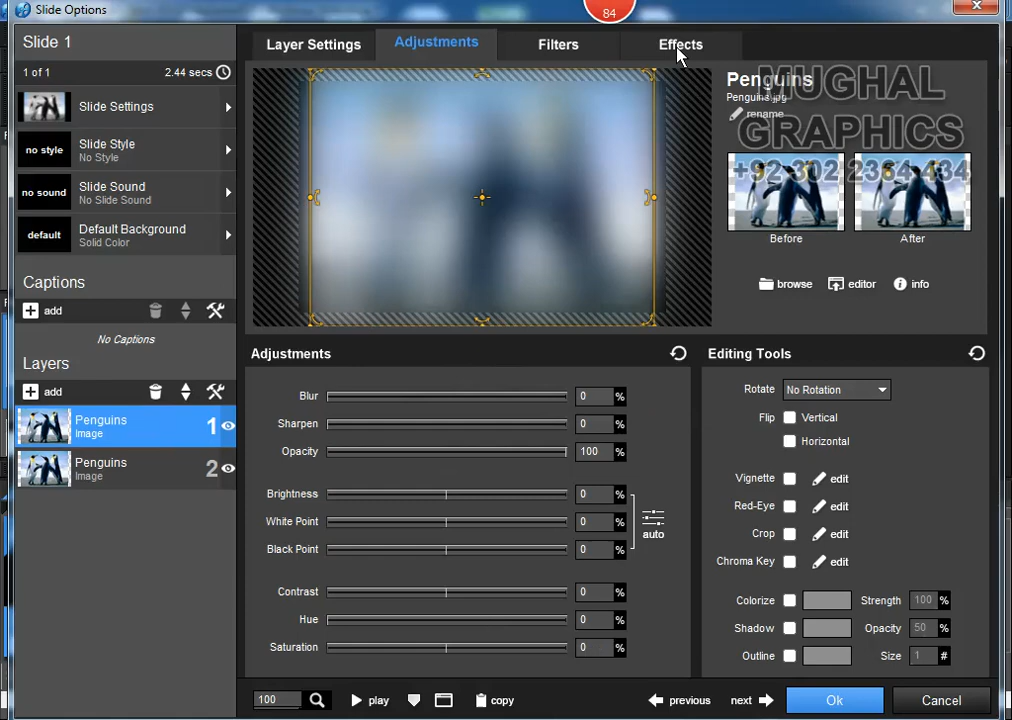 Slide Options
84
Slide 1
1 of 1
2.44 secs
Slide Settings
no style
Slide Style
No Style
no sound
Slide Sound
No Slide Sound
default
Default Background
Solid Color
Captions
add
No Captions
Layers
add
Penguins
Image
1
Penguins
Image
2
Layer Settings
Adjustments
Filters
Effects
Penguins
Penguins.jpg
rename
MUGHAL
GRAPHICS
+92 302 2364 434
Before
After
browse
editor
info
Adjustments
Blur 0 %
Sharpen 0 %
Opacity 100 %
Brightness 0 %
White Point 0 %
Black Point 0 %
auto
Contrast 0 %
Hue 0 %
Saturation 0 %
Editing Tools
Rotate No Rotation
Flip Vertical
Horizontal
Vignette edit
Red-Eye edit
Crop edit
Chroma Key edit
Colorize Strength 100 %
Shadow Opacity 50 %
Outline Size 1 #
100
play
copy
previous
next
Ok
Cancel